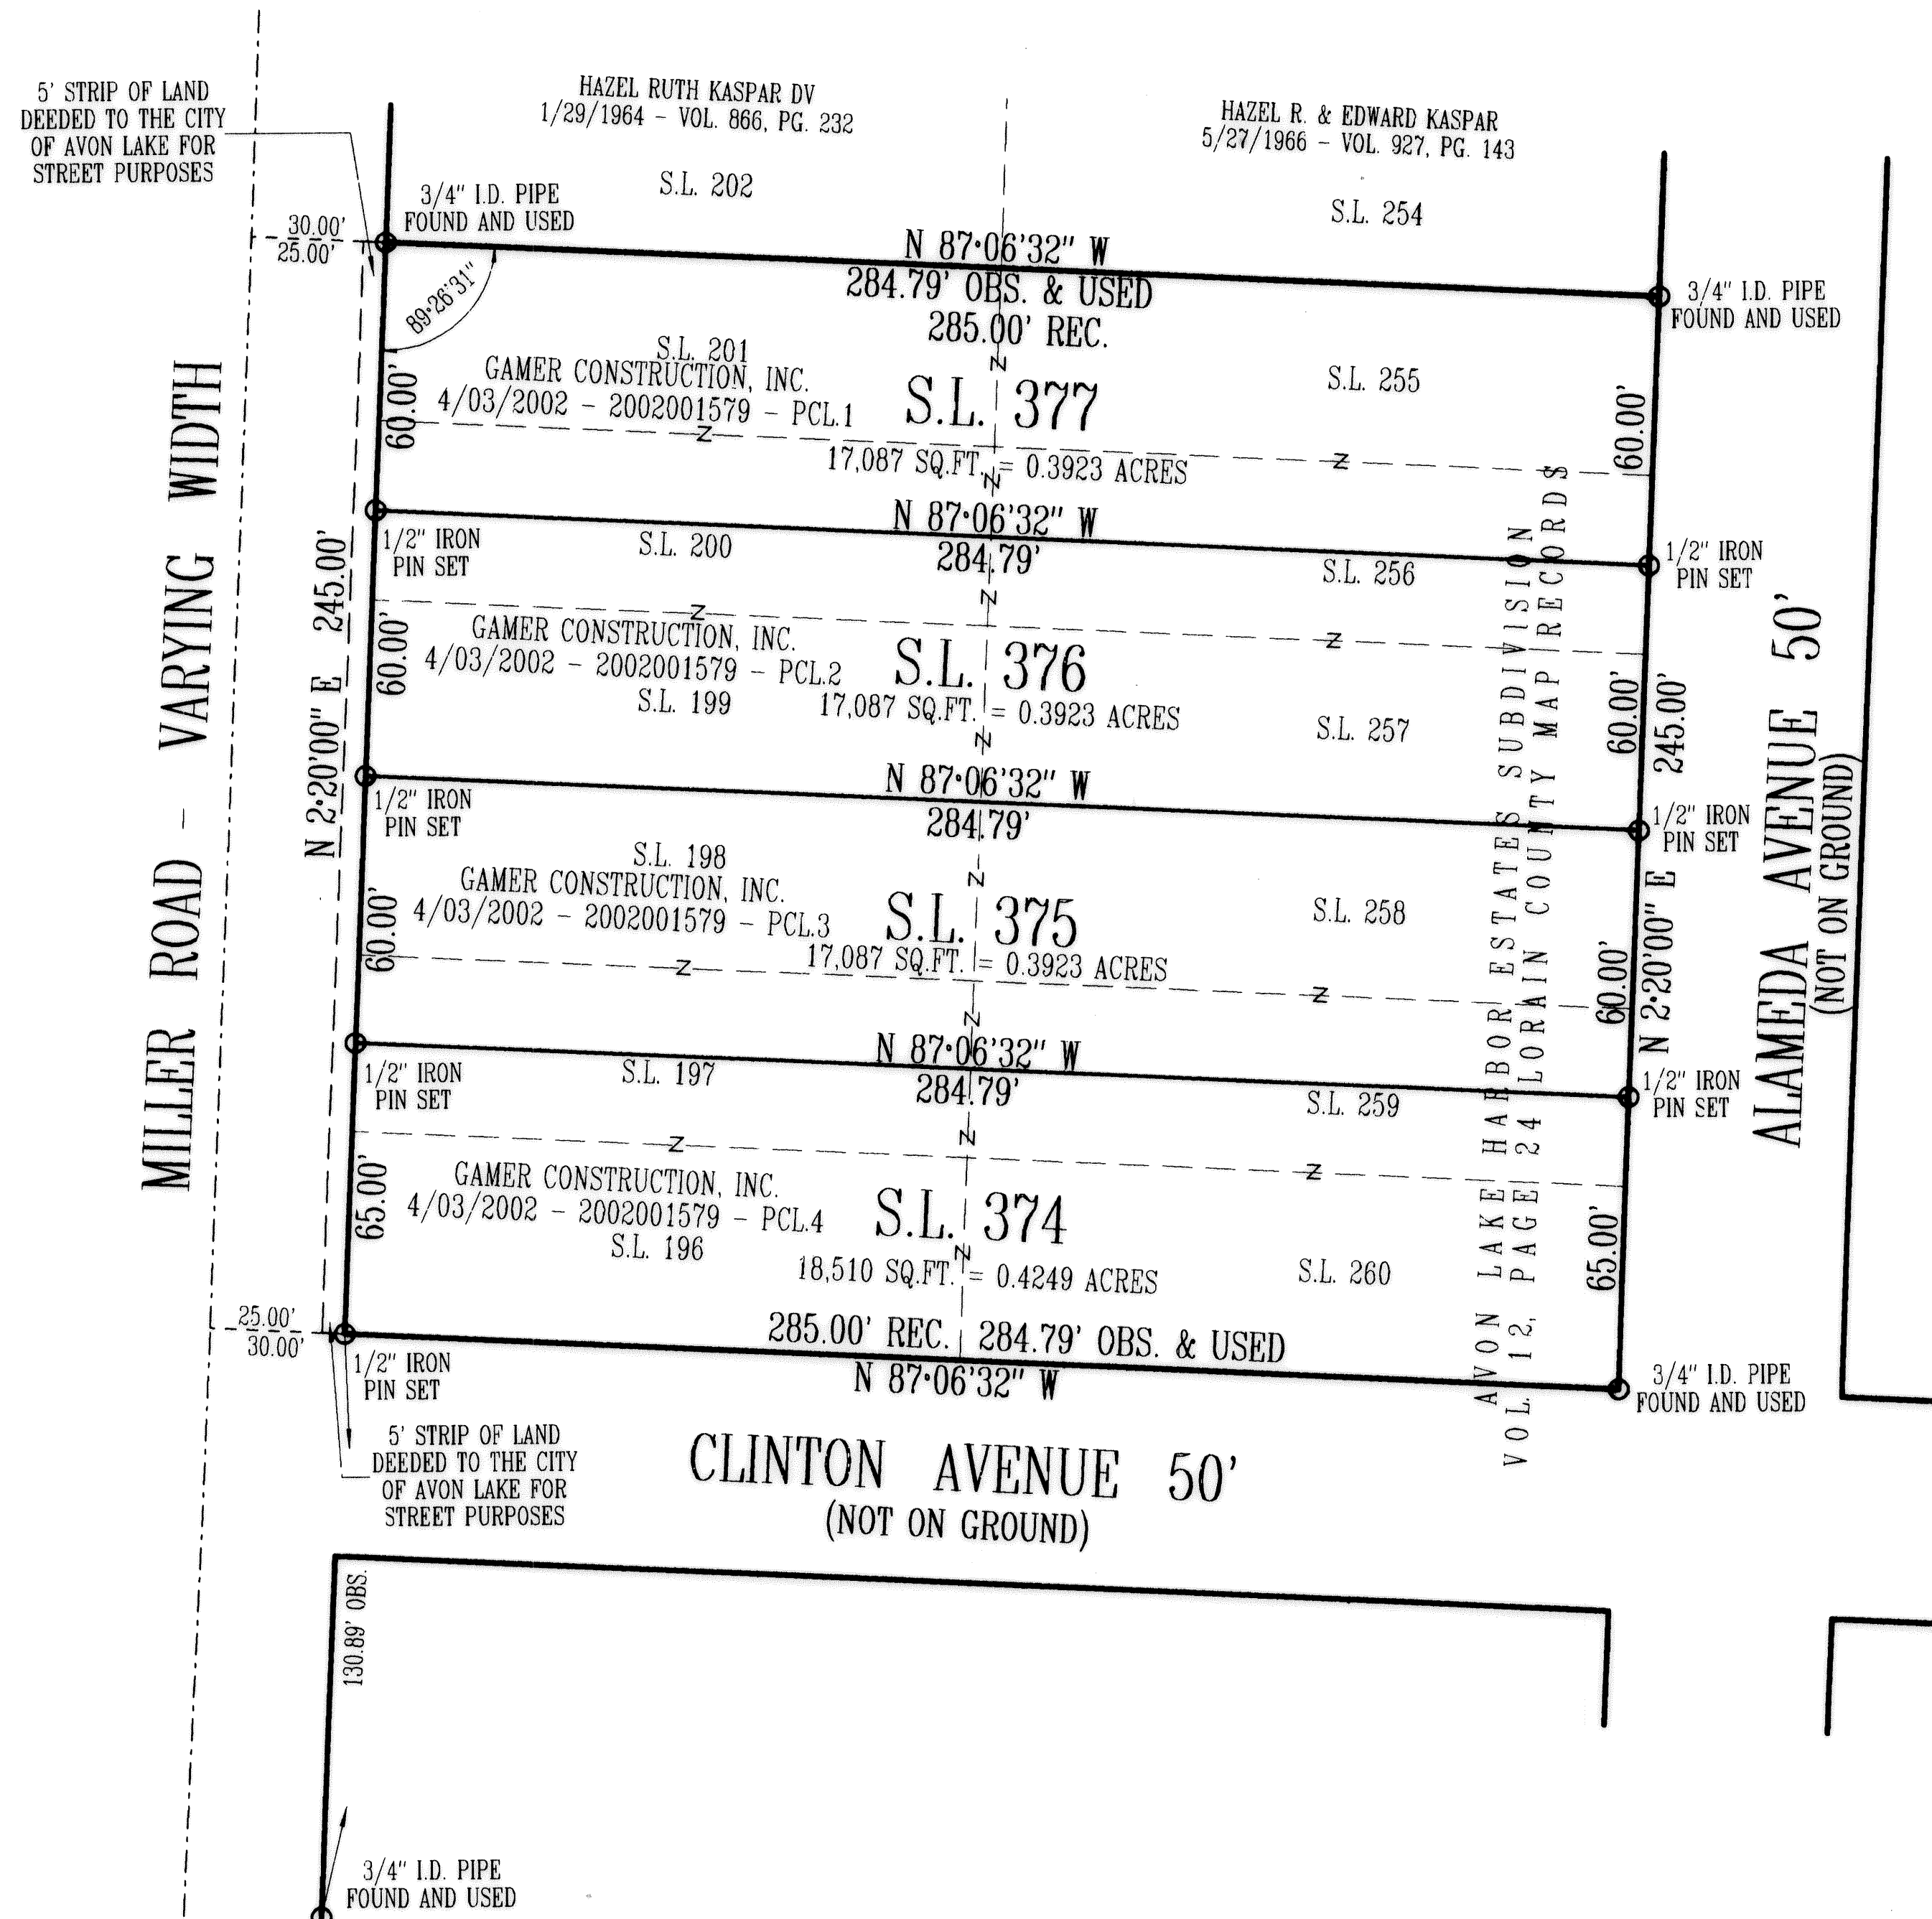 5' STRIP OF LAND
DEEDED TO THE CITY
OF AVON LAKE FOR
STREET PURPOSES
HAZEL RUTH KASPAR DV
1/29/1964 - VOL. 866, PG. 232
HAZEL R. & EDWARD KASPAR
5/27/1966 - VOL. 927, PG. 143
S.L. 202
S.L. 254
3/4" I.D. PIPE
FOUND AND USED
30.00'
25.00'
N 87°06'32" W
284.79' OBS. & USED
285.00' REC.
3/4" I.D. PIPE
FOUND AND USED
89°26'31"
S.L. 201
GAMER CONSTRUCTION, INC.
4/03/2002 - 2002001579 - PCL.1
S.L. 377
S.L. 255
60.00'
60.00'
17,087 SQ.FT. = 0.3923 ACRES
N 87°06'32" W
284.79'
1/2" IRON
PIN SET
S.L. 200
S.L. 256
1/2" IRON
PIN SET
GAMER CONSTRUCTION, INC.
4/03/2002 - 2002001579 - PCL.2
S.L. 199
S.L. 376
17,087 SQ.FT. = 0.3923 ACRES
S.L. 257
60.00'
60.00'
N 2°20'00" E 245.00'
MILLER ROAD - VARYING WIDTH
N 87°06'32" W
284.79'
1/2" IRON
PIN SET
1/2" IRON
PIN SET
S.L. 198
GAMER CONSTRUCTION, INC.
4/03/2002 - 2002001579 - PCL.3
S.L. 375
17,087 SQ.FT. = 0.3923 ACRES
S.L. 258
60.00'
60.00'
N 2°20'00" E 245.00'
ALAMEDA AVENUE 50'
(NOT ON GROUND)
AVON LAKE HARBOR ESTATES SUBDIVISION
VOL. 12, PAGE 24 LORAIN COUNTY MAP RECORDS
N 87°06'32" W
284.79'
1/2" IRON
PIN SET
S.L. 197
S.L. 259
1/2" IRON
PIN SET
GAMER CONSTRUCTION, INC.
4/03/2002 - 2002001579 - PCL.4
S.L. 196
S.L. 374
18,510 SQ.FT. = 0.4249 ACRES
S.L. 260
65.00'
65.00'
25.00'
30.00'
285.00' REC. 284.79' OBS. & USED
N 87°06'32" W
1/2" IRON
PIN SET
3/4" I.D. PIPE
FOUND AND USED
5' STRIP OF LAND
DEEDED TO THE CITY
OF AVON LAKE FOR
STREET PURPOSES
CLINTON AVENUE 50'
(NOT ON GROUND)
130.89' OBS.
3/4" I.D. PIPE
FOUND AND USED